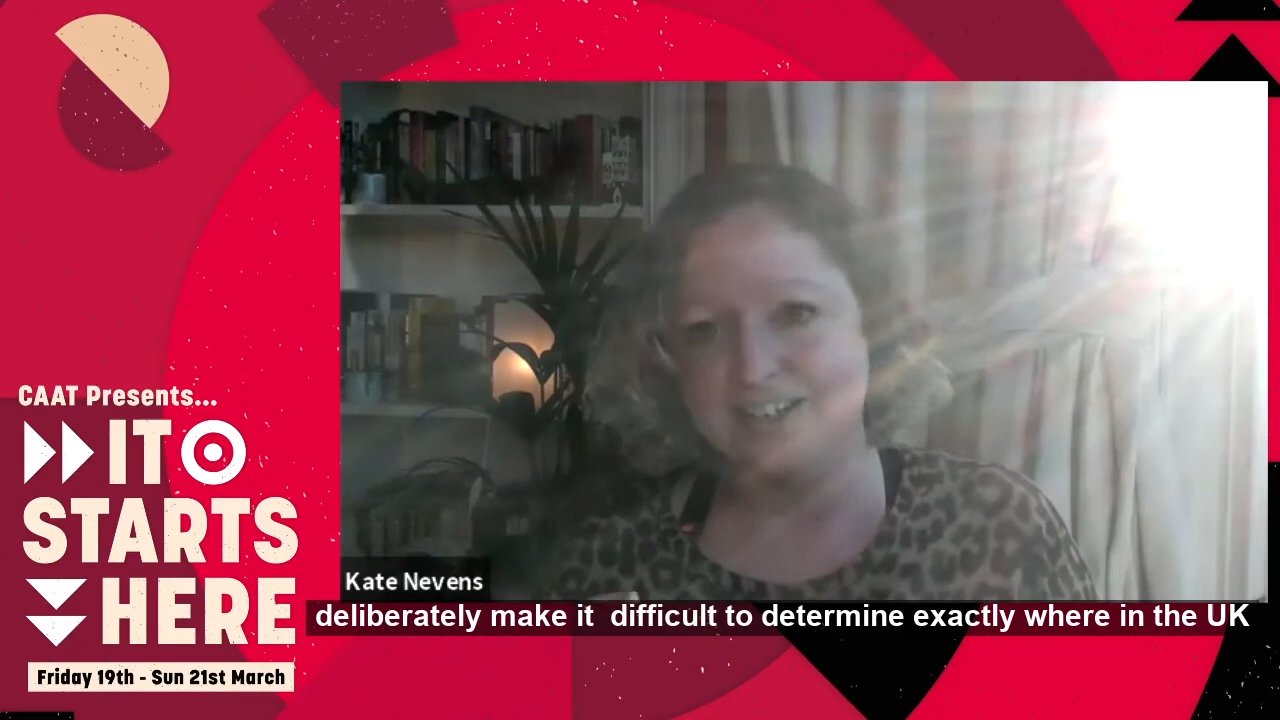 CAAT Presents...
IT
STARTS
HERE
Friday 19th - Sun 21st March
Kate Nevens
deliberately make it difficult to determine exactly where in the UK